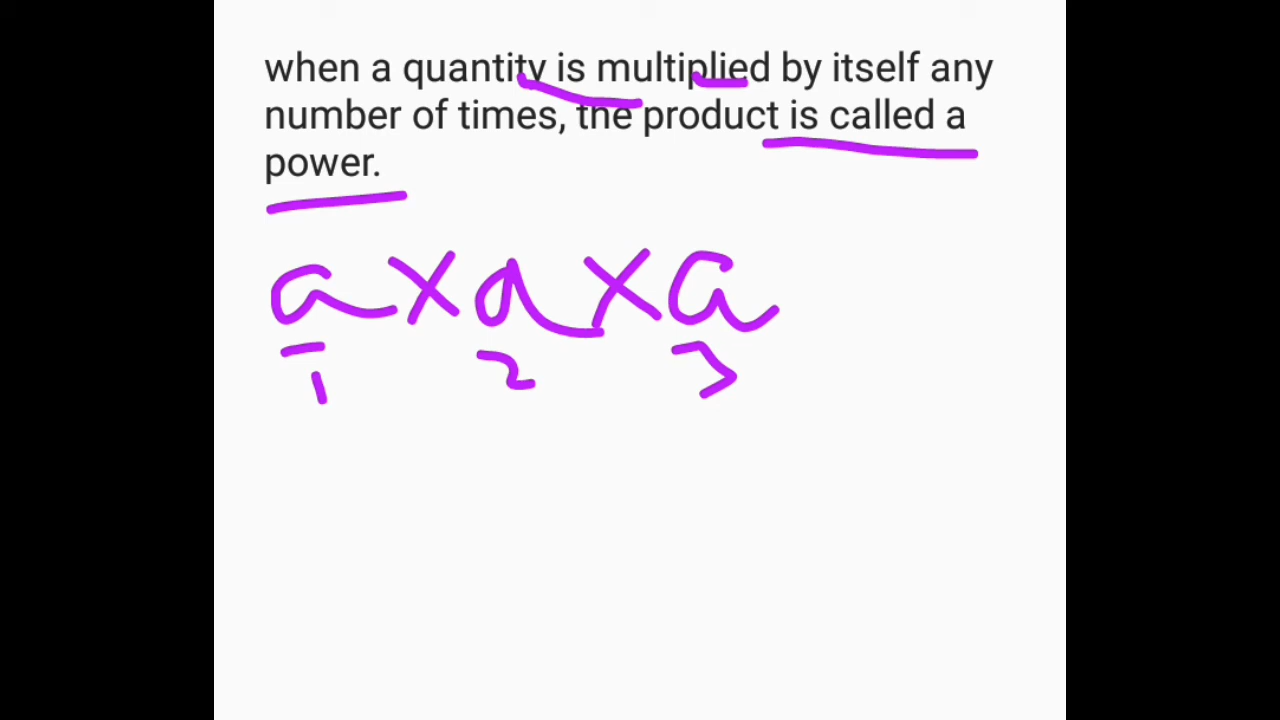 when a quantity is multiplied by itself any
number of times, the product is called a
power.
a×a×a
1 2 3